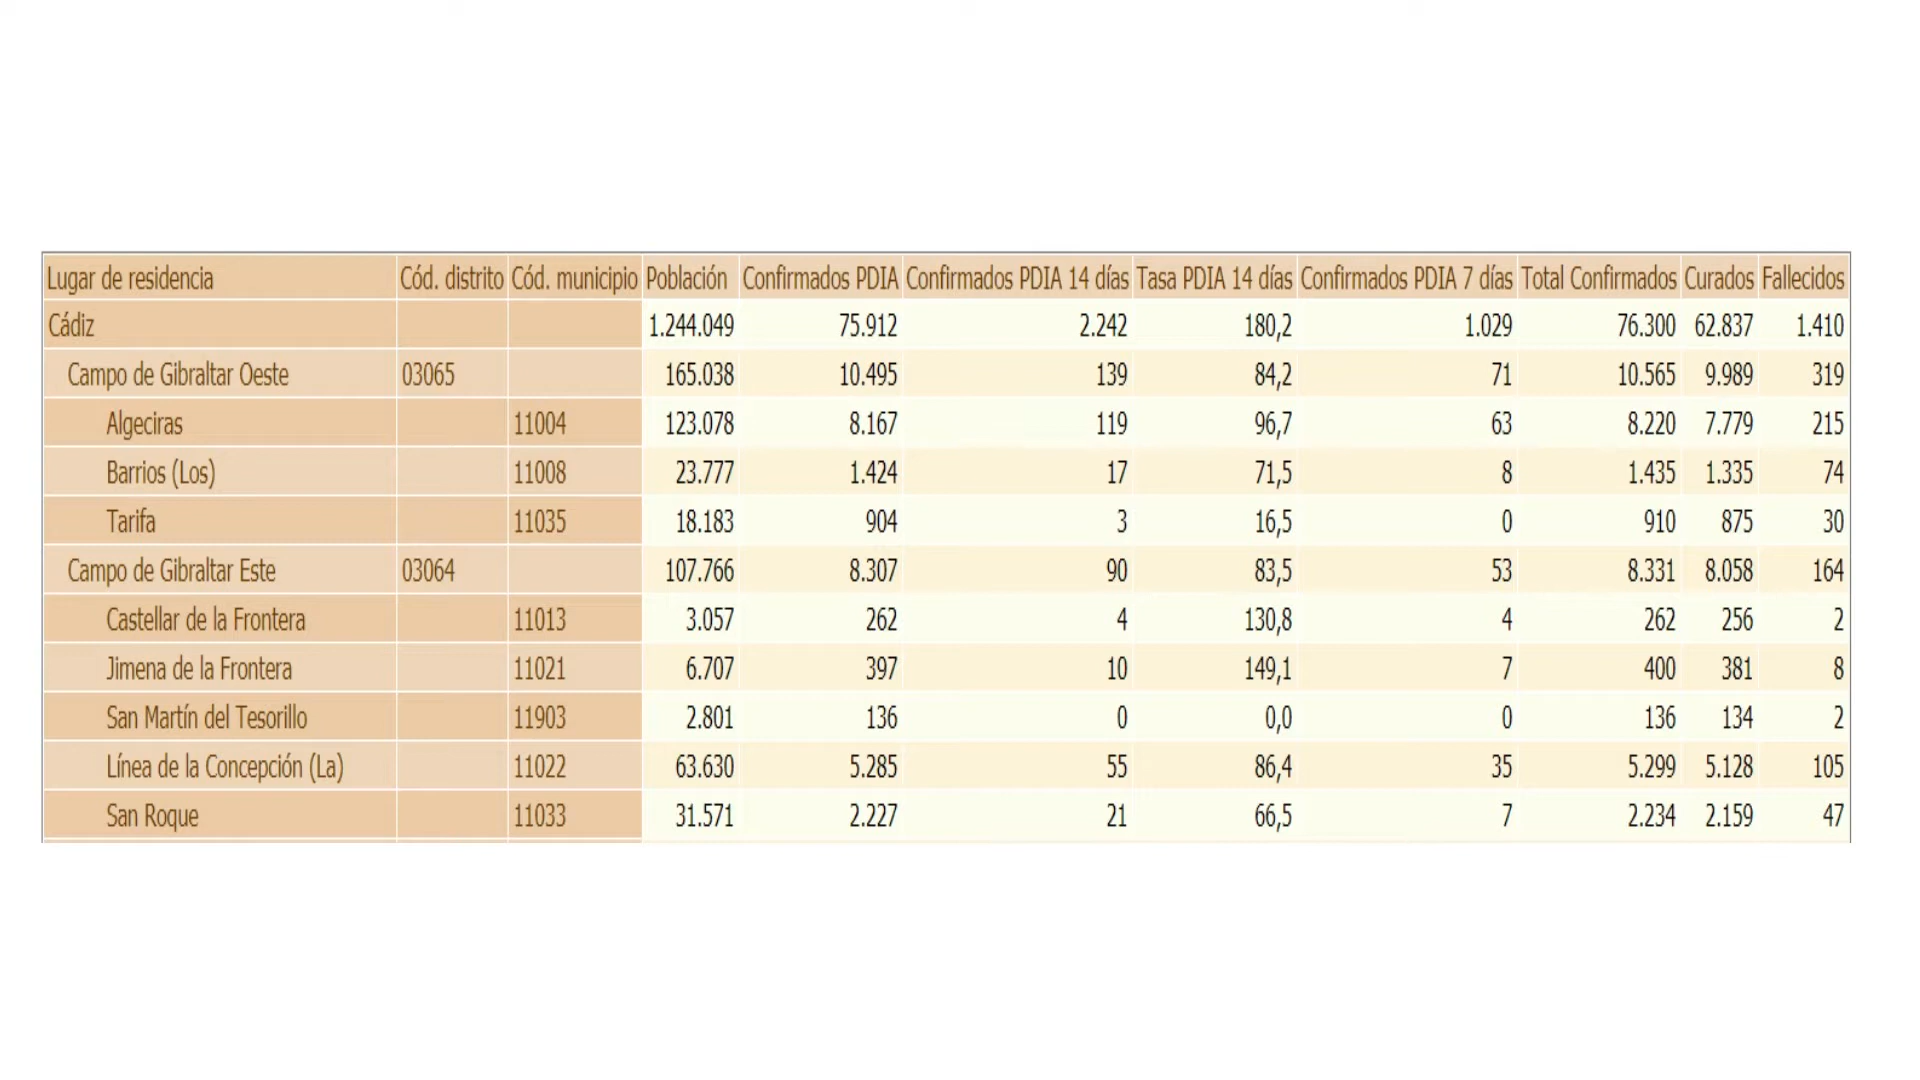 Lugar de residencia Cód. distrito Cód. municipio Población Confirmados PDIA Confirmados PDIA 14 días Tasa PDIA 14 días Confirmados PDIA 7 días Total Confirmados Curados Fallecidos
Cádiz 1.244.049 75.912 2.242 180,2 1.029 76.300 62.837 1.410
Campo de Gibraltar Oeste 03065 165.038 10.495 139 84,2 71 10.565 9.989 319
Algeciras 11004 123.078 8.167 119 96,7 63 8.220 7.779 215
Barrios (Los) 11008 23.777 1.424 17 71,5 8 1.435 1.335 74
Tarifa 11035 18.183 904 3 16,5 0 910 875 30
Campo de Gibraltar Este 03064 107.766 8.307 90 83,5 53 8.331 8.058 164
Castellar de la Frontera 11013 3.057 262 4 130,8 4 262 256 2
Jimena de la Frontera 11021 6.707 397 10 149,1 7 400 381 8
San Martín del Tesorillo 11903 2.801 136 0 0,0 0 136 134 2
Línea de la Concepción (La) 11022 63.630 5.285 55 86,4 35 5.299 5.128 105
San Roque 11033 31.571 2.227 21 66,5 7 2.234 2.159 47